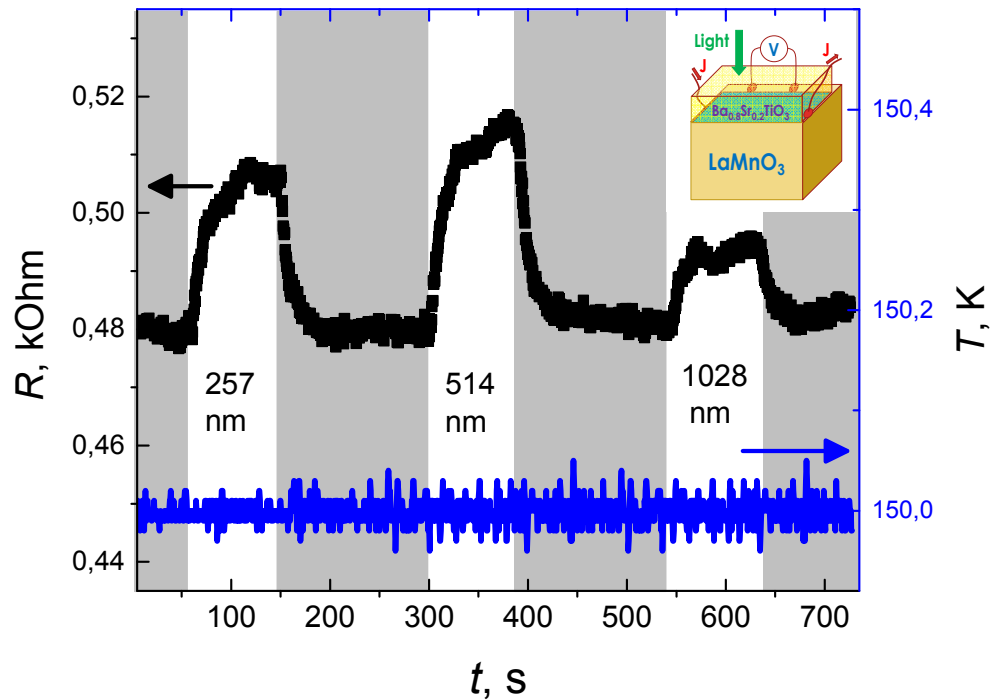 0,52
0,50
0,48
0,46
0,44
R, kOhm
150,4
150,2
150,0
T, K
Light
V
J
J
Ba0.8Sr0.2TiO3
LaMnO3
257
nm
514
nm
1028
nm
100 200 300 400 500 600 700
t, s